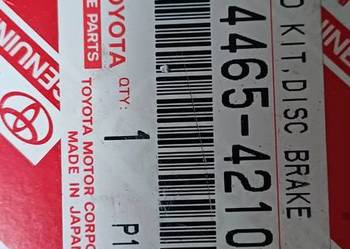 KIT,DISC BRAKE
4465-4210
TOYOTA QTY: 1 P1
PARTS
TOYOTA MOTOR CORPO
MADE IN JAPAN
GENUIN